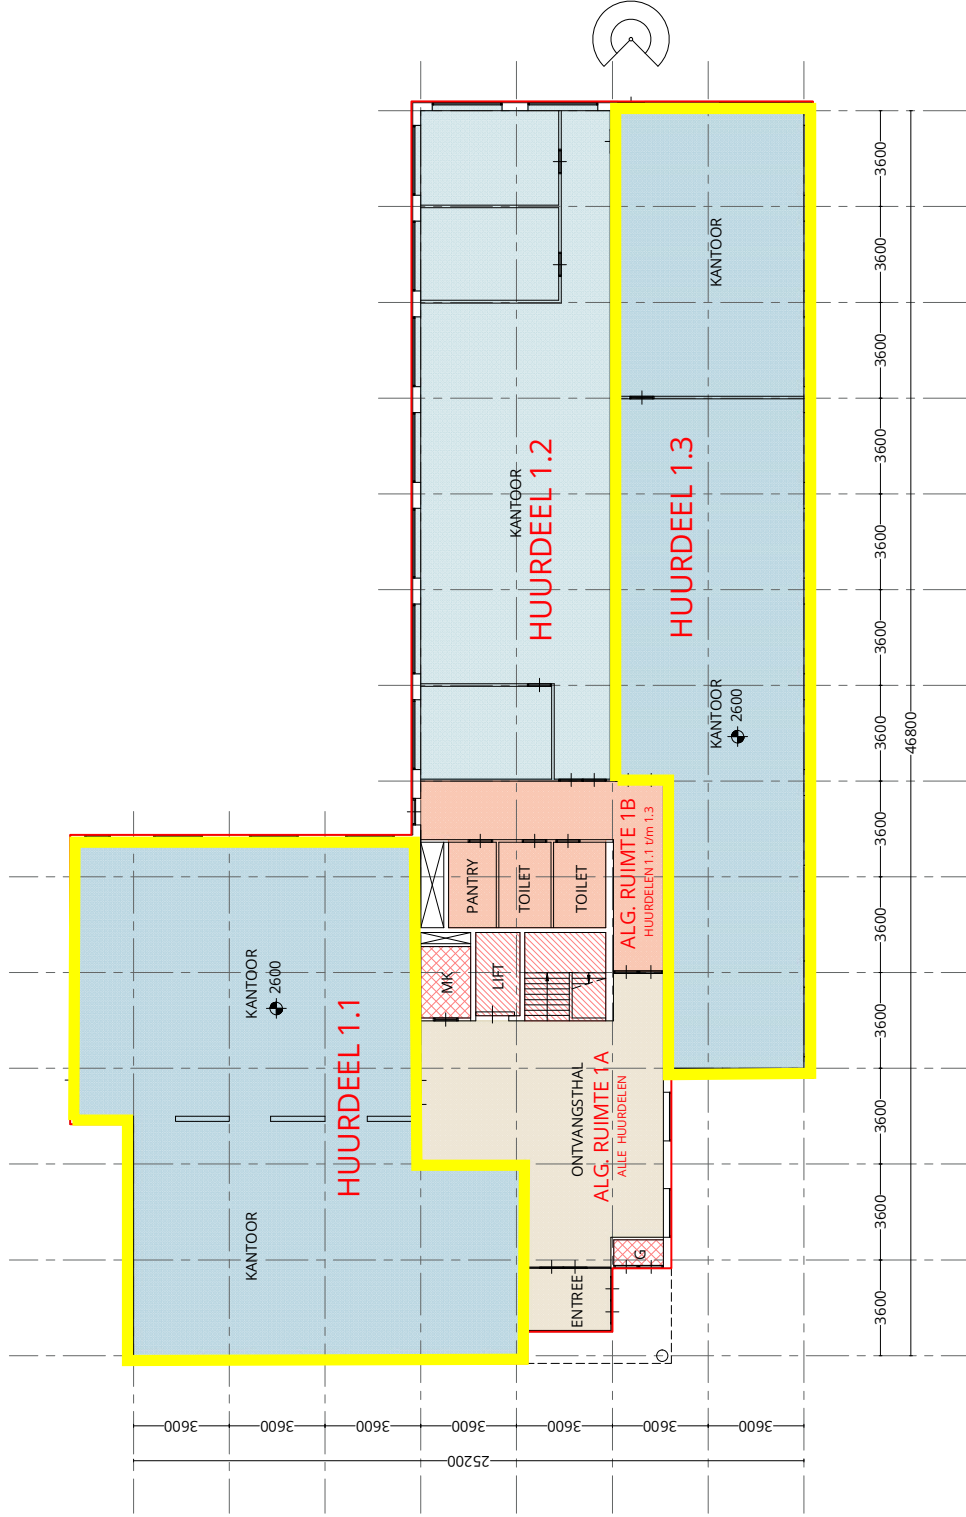 3600
3600
3600
3600
3600
3600
3600
3600
3600
3600
3600
3600
3600
46800
KANTOOR
KANTOOR
HUURDEEL 1.2
HUURDEEL 1.3
KANTOOR
2600
ALG. RUIMTE 1B
HUURDELEN 1.1 t/m 1.3
PANTRY
TOILET
TOILET
MK
LIFT
KANTOOR
2600
HUURDEEL 1.1
KANTOOR
ONTVANGSTHAL
ALG. RUIMTE 1A
ALLE HUURDELEN
G
ENTREE
3600
3600
3600
3600
3600
3600
3600
25200